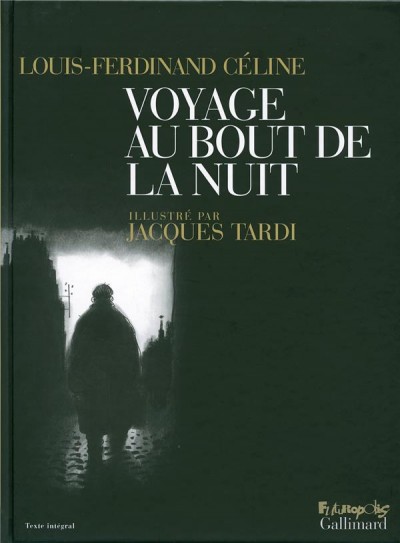 LOUIS-FERDINAND CÉLINE
VOYAGE
AU BOUT DE
LA NUIT
ILLUSTRÉ PAR
JACQUES TARDI
Texte intégral
Futuropolis
Gallimard